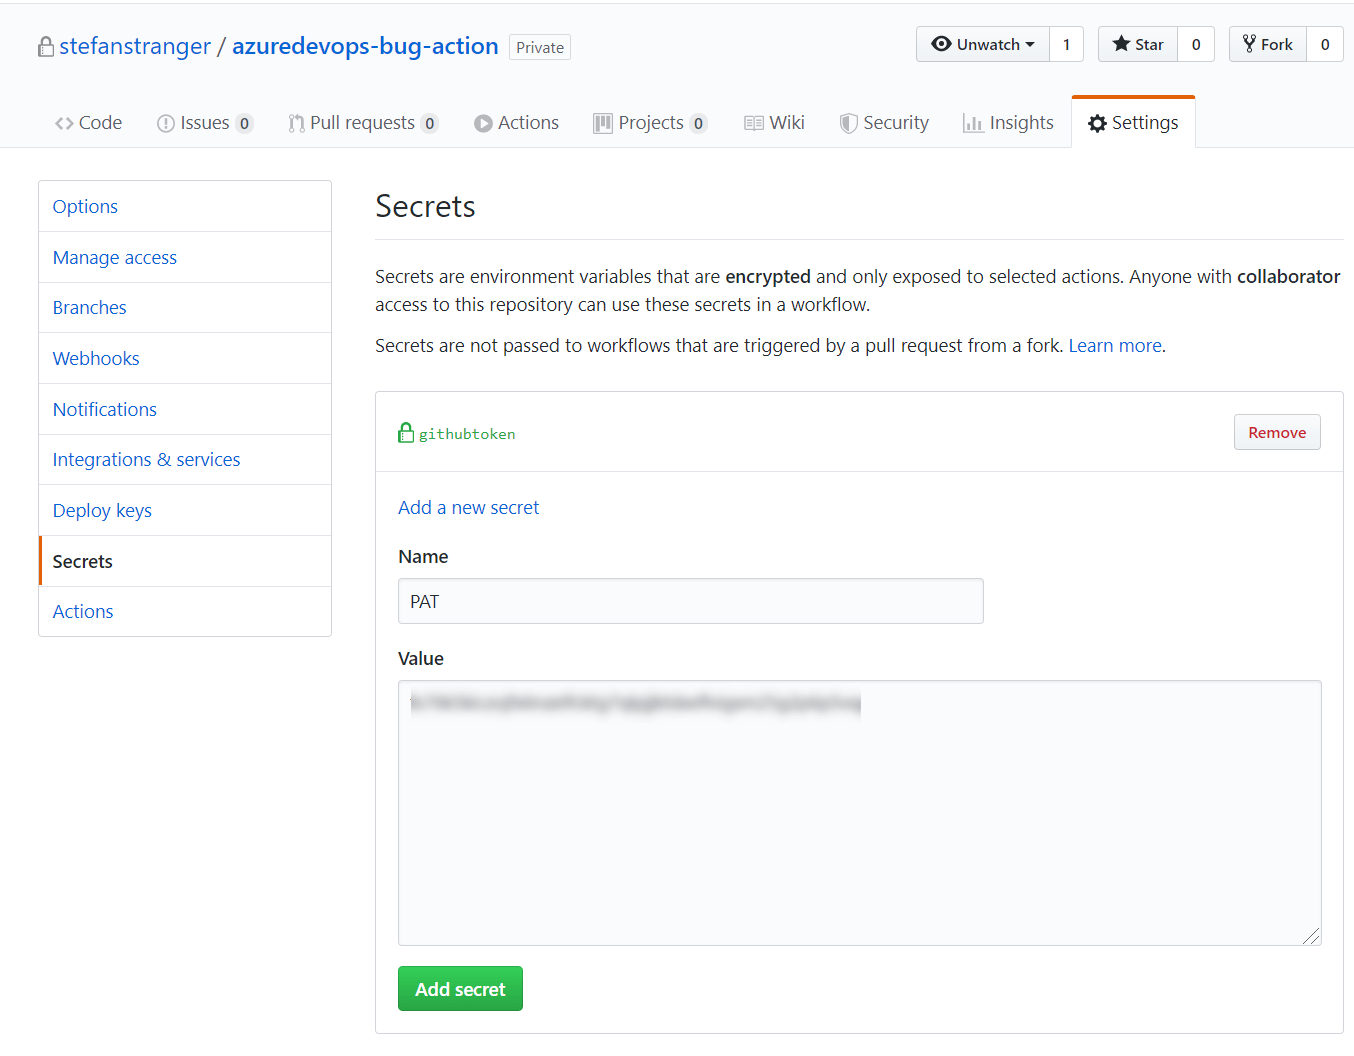 stefanstranger / azuredevops-bug-action Private
Unwatch 1 Star 0 Fork 0
Code Issues 0 Pull requests 0 Actions Projects 0 Wiki Security Insights Settings
Options
Manage access
Branches
Webhooks
Notifications
Integrations & services
Deploy keys
Secrets
Actions
Secrets
Secrets are environment variables that are encrypted and only exposed to selected actions. Anyone with collaborator
access to this repository can use these secrets in a workflow.
Secrets are not passed to workflows that are triggered by a pull request from a fork. Learn more.
githubtoken Remove
Add a new secret
Name
PAT
Value
Add secret